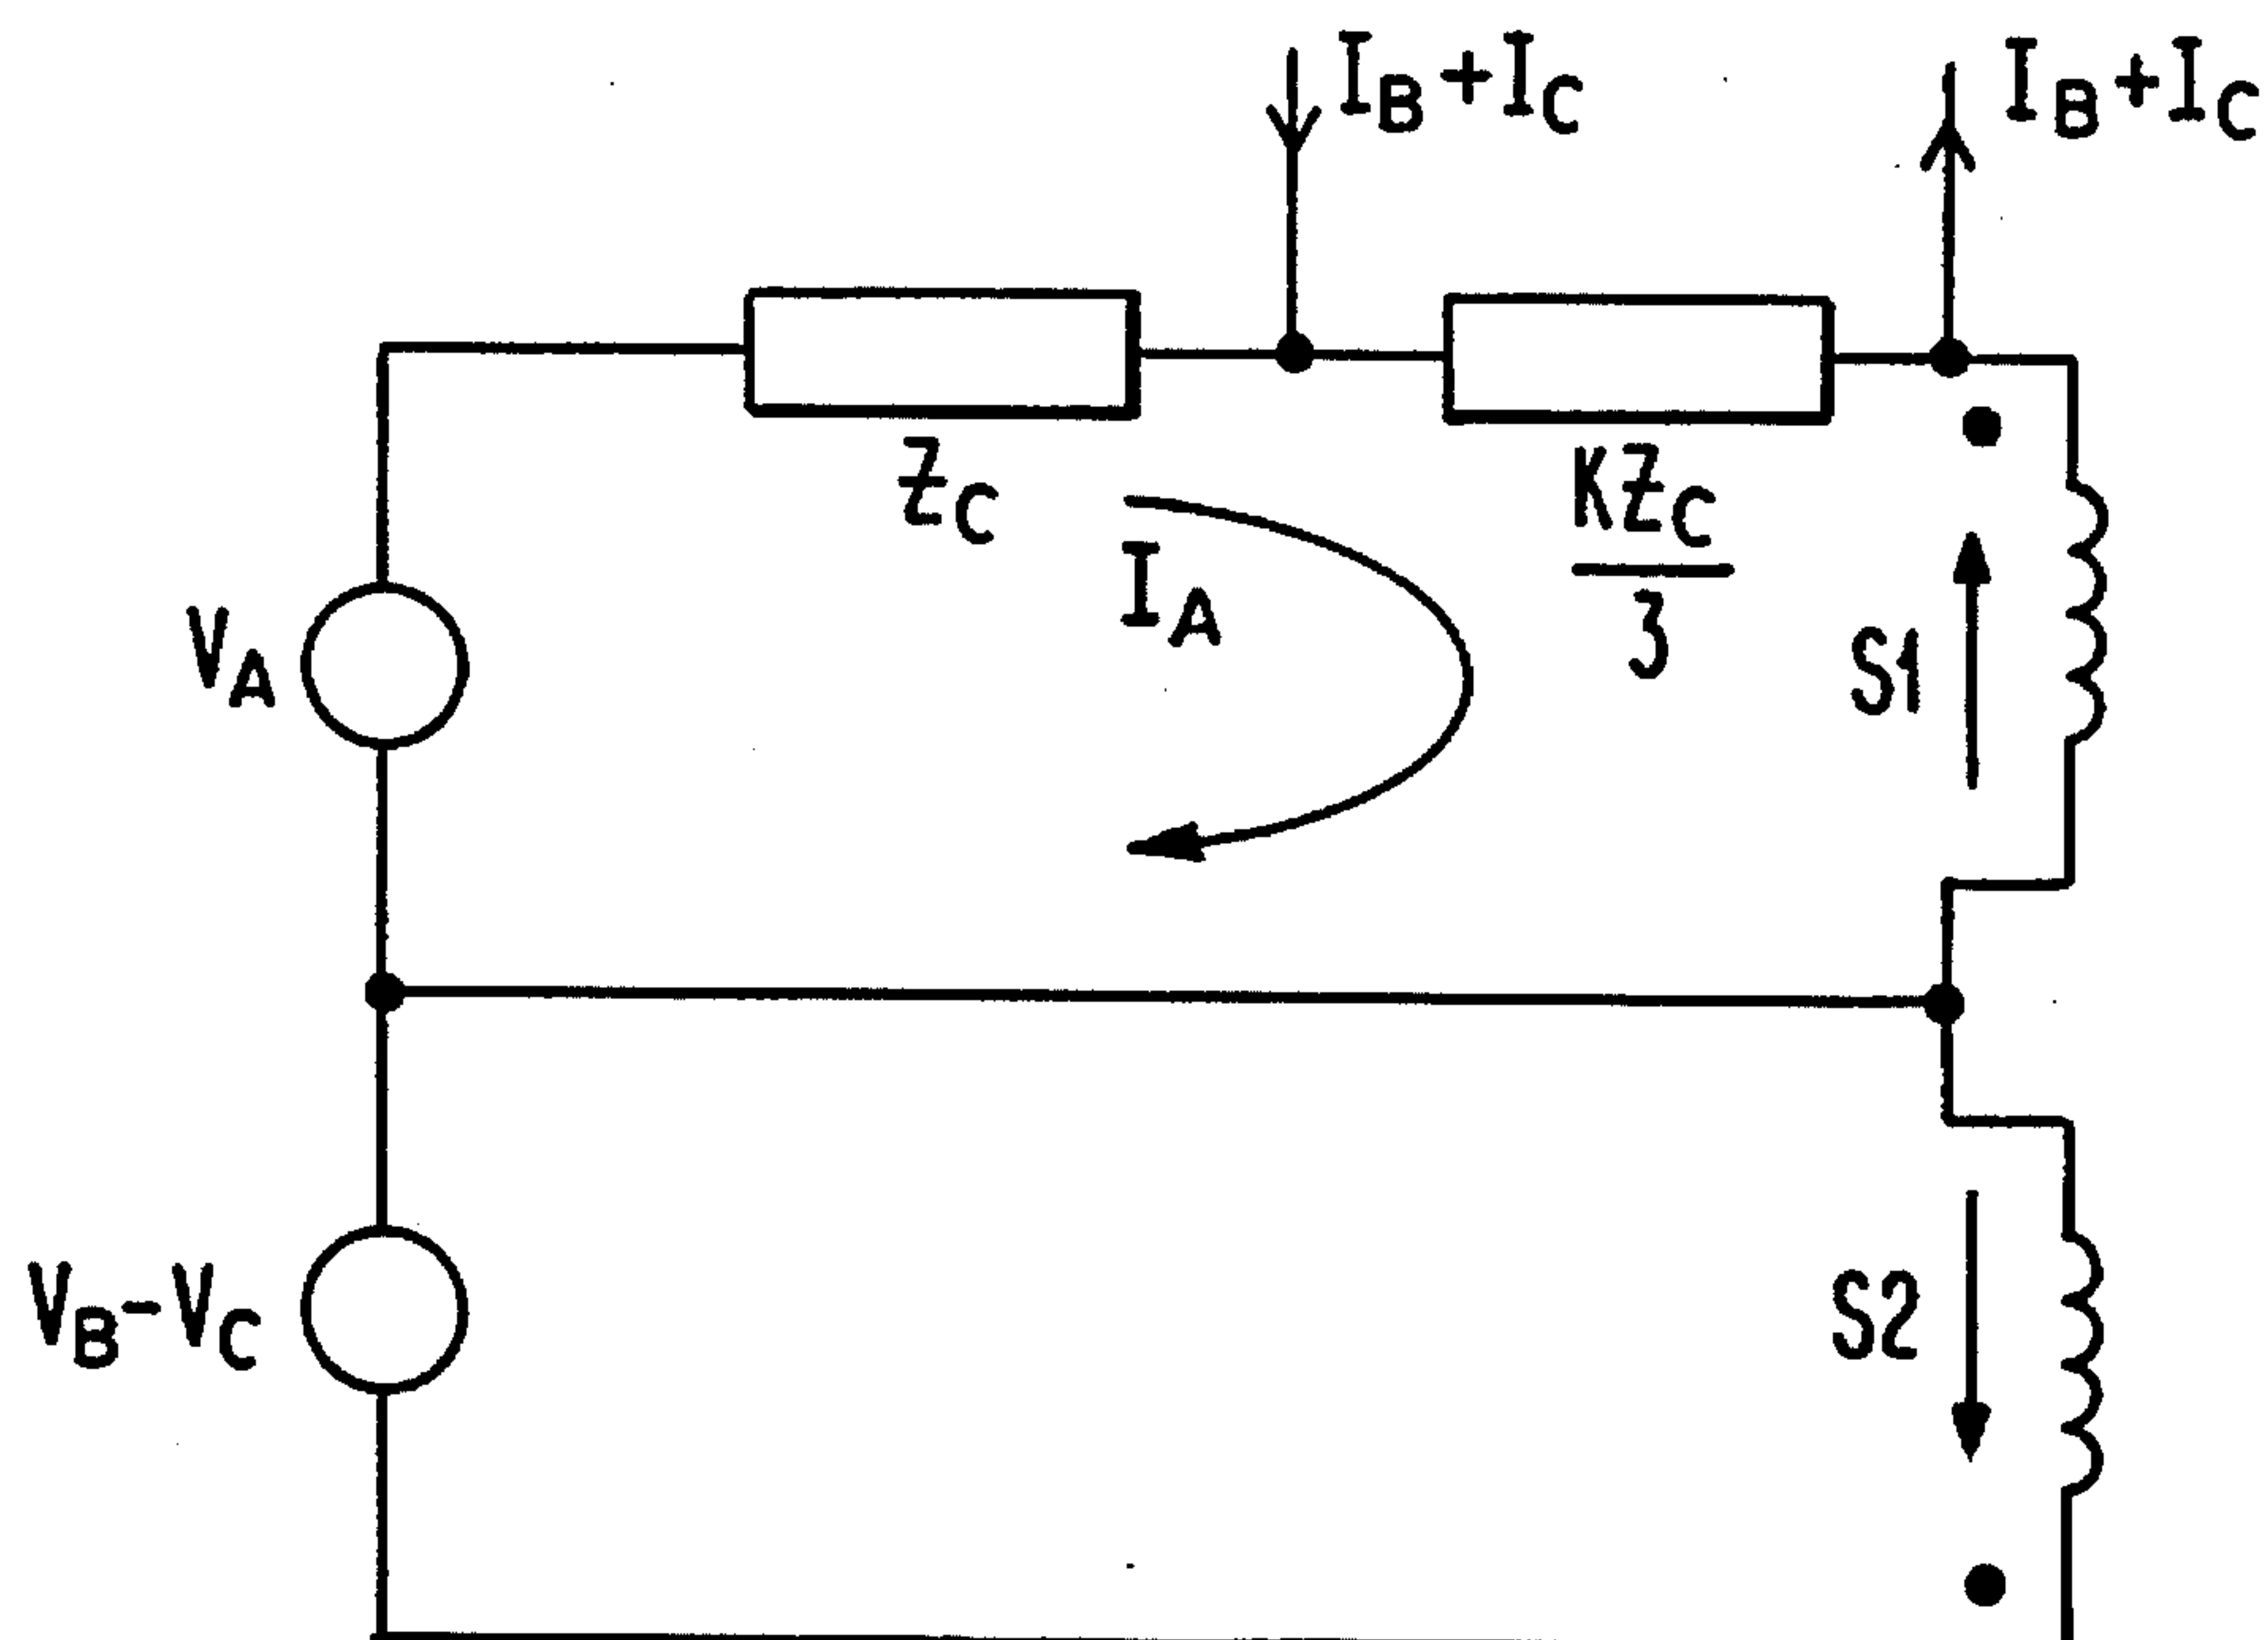 I_B+I_C
I_B+I_C
Z_C
KZ_C
3
I_A
V_A
S1
V_B-V_C
S2